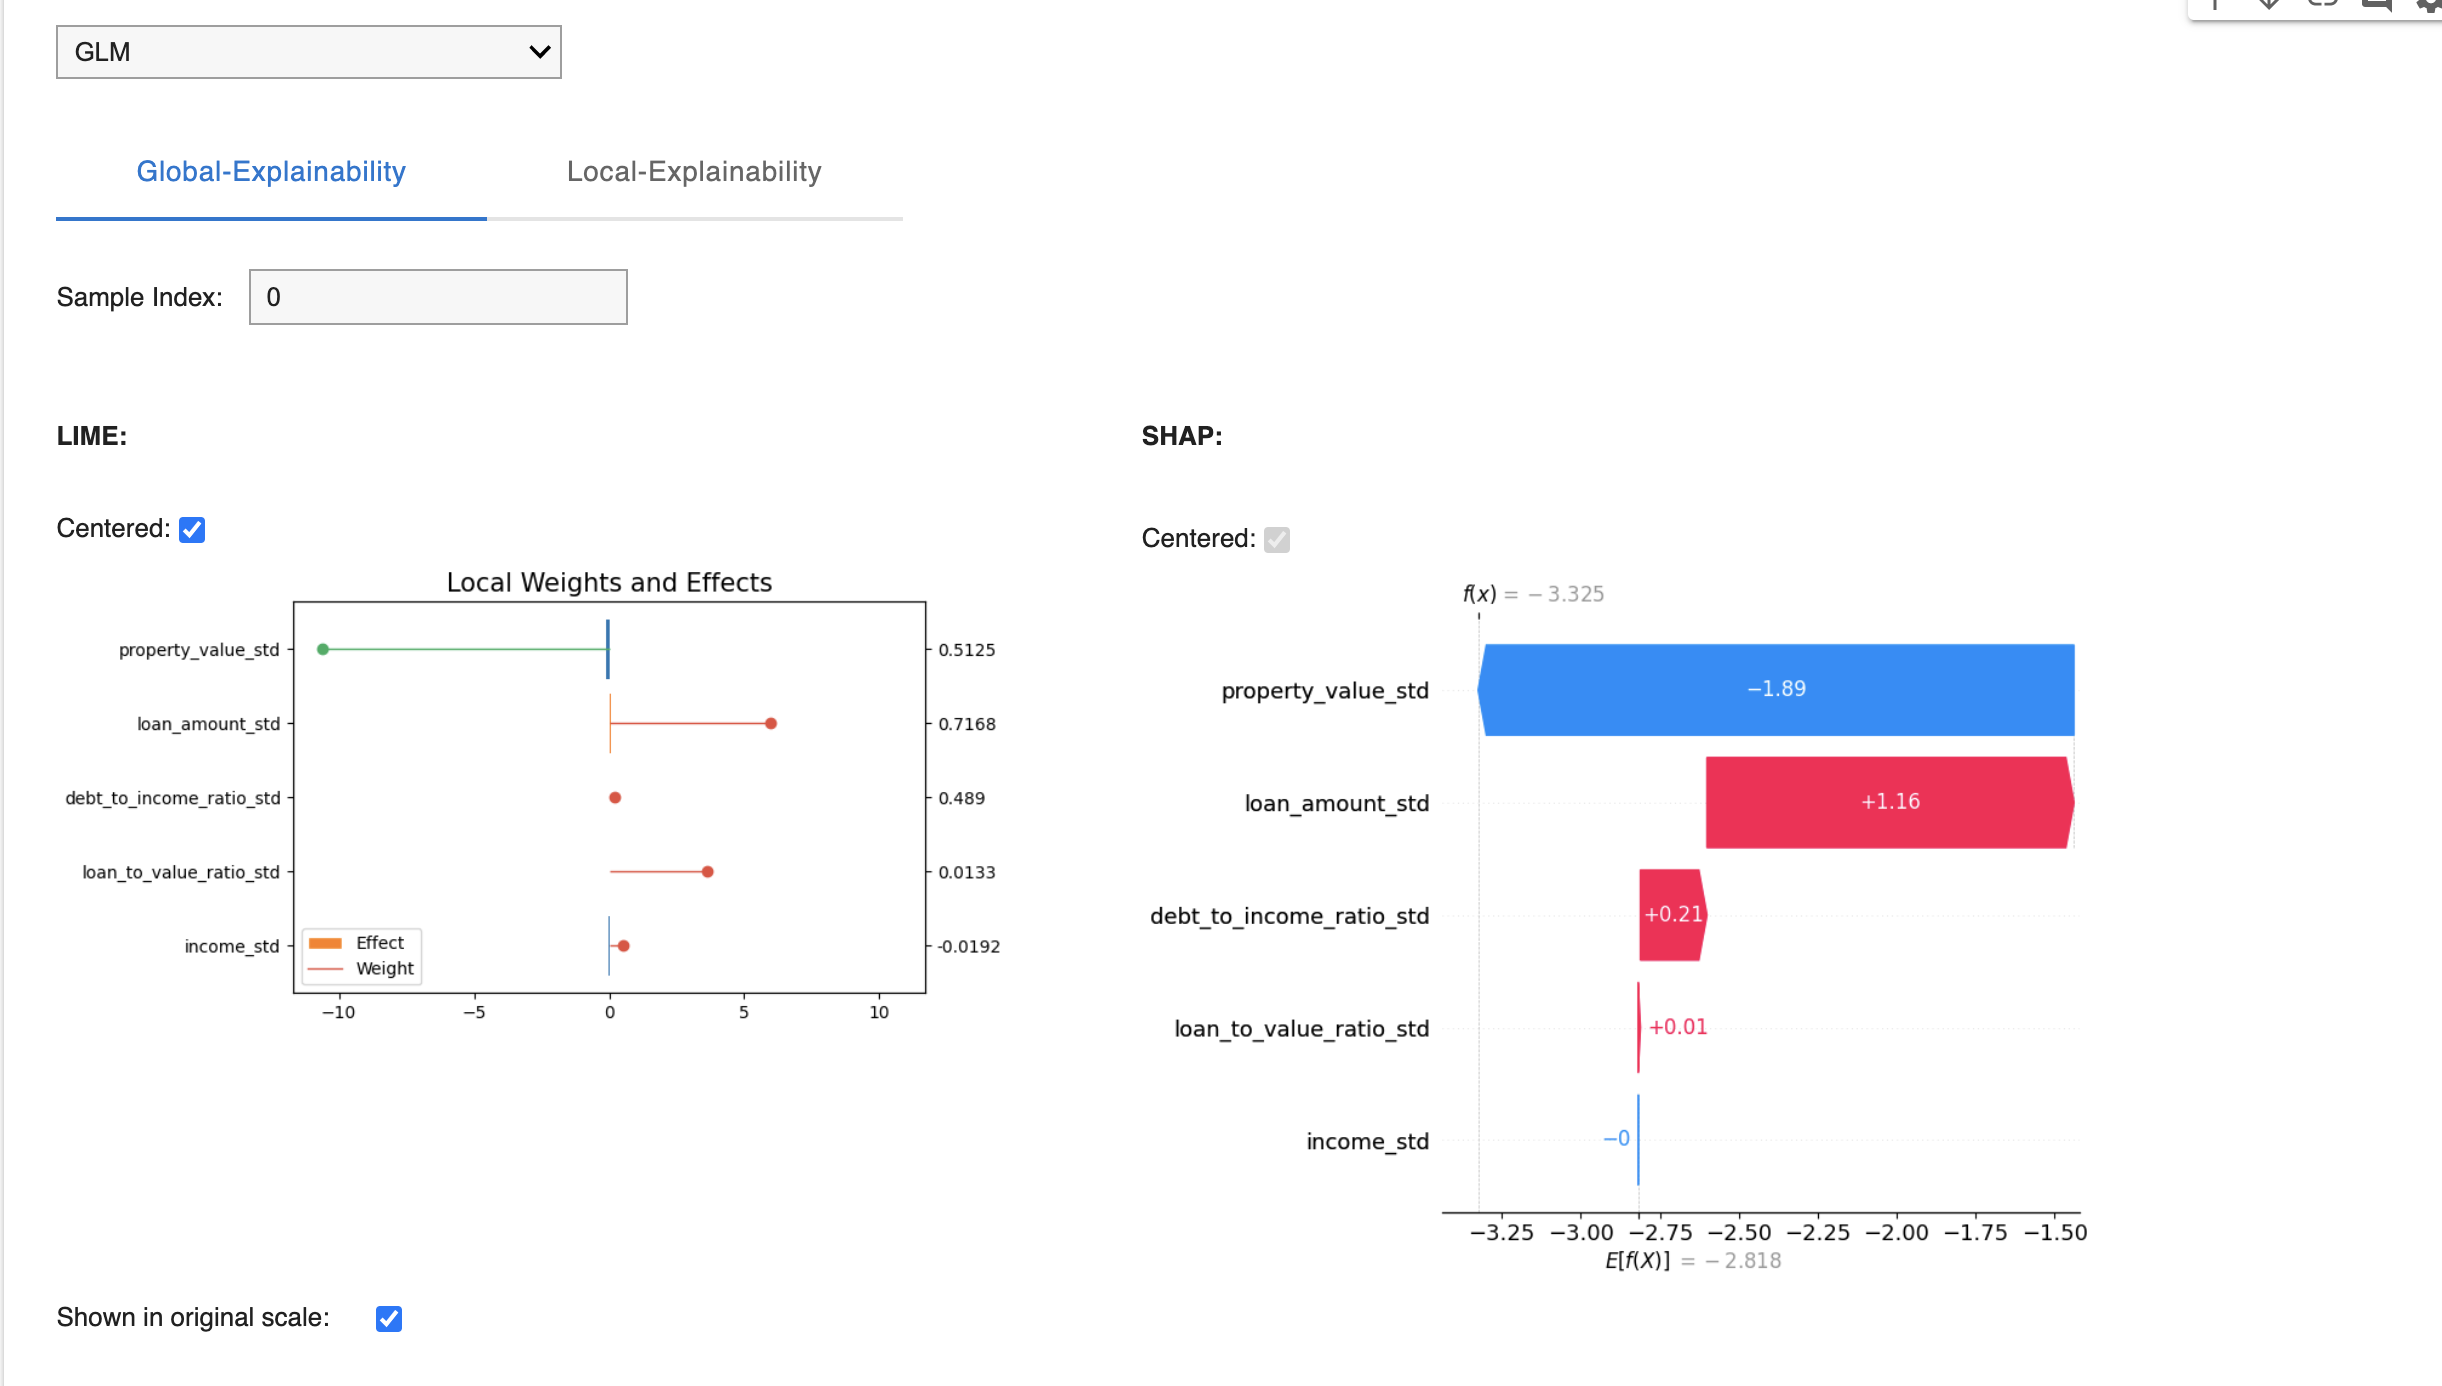 GLM
Global-Explainability Local-Explainability
Sample Index: 0
LIME:
Centered:
Local Weights and Effects
property_value_std 0.5125
loan_amount_std 0.7168
debt_to_income_ratio_std 0.489
loan_to_value_ratio_std 0.0133
income_std -0.0192
Effect
Weight
−10 −5 0 5 10
SHAP:
Centered:
f(x) = −3.325
property_value_std −1.89
loan_amount_std +1.16
debt_to_income_ratio_std +0.21
loan_to_value_ratio_std +0.01
income_std −0
−3.25 −3.00 −2.75 −2.50 −2.25 −2.00 −1.75 −1.50
E[f(X)] = −2.818
Shown in original scale: